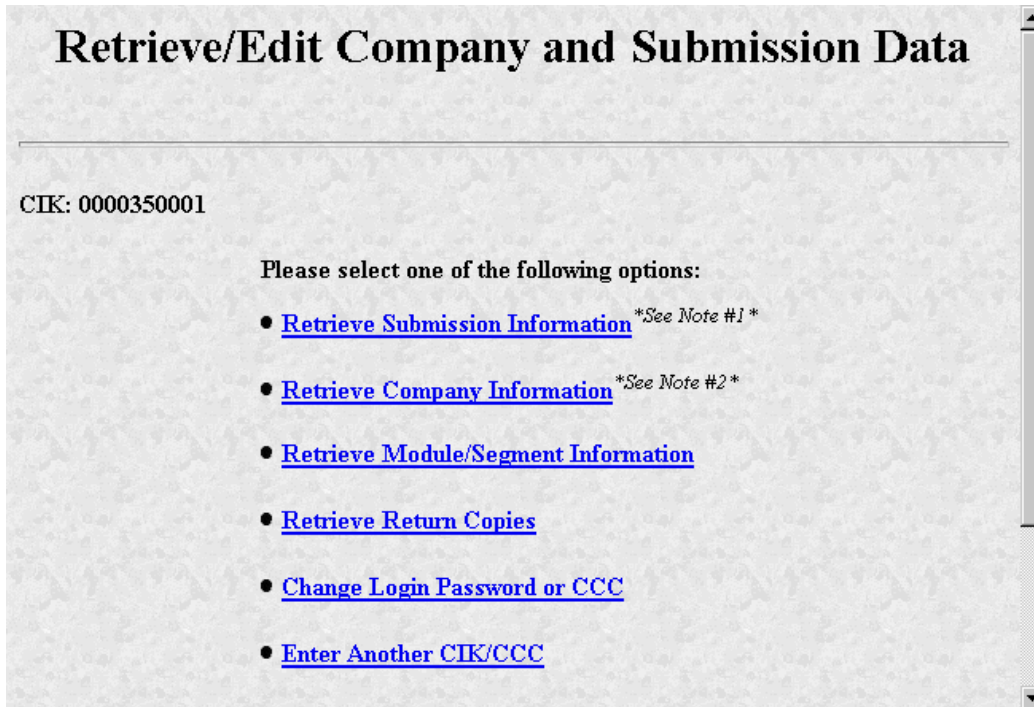 Retrieve/Edit Company and Submission Data
CIK: 0000350001
Please select one of the following options:
Retrieve Submission Information *See Note #1*
Retrieve Company Information *See Note #2*
Retrieve Module/Segment Information
Retrieve Return Copies
Change Login Password or CCC
Enter Another CIK/CCC